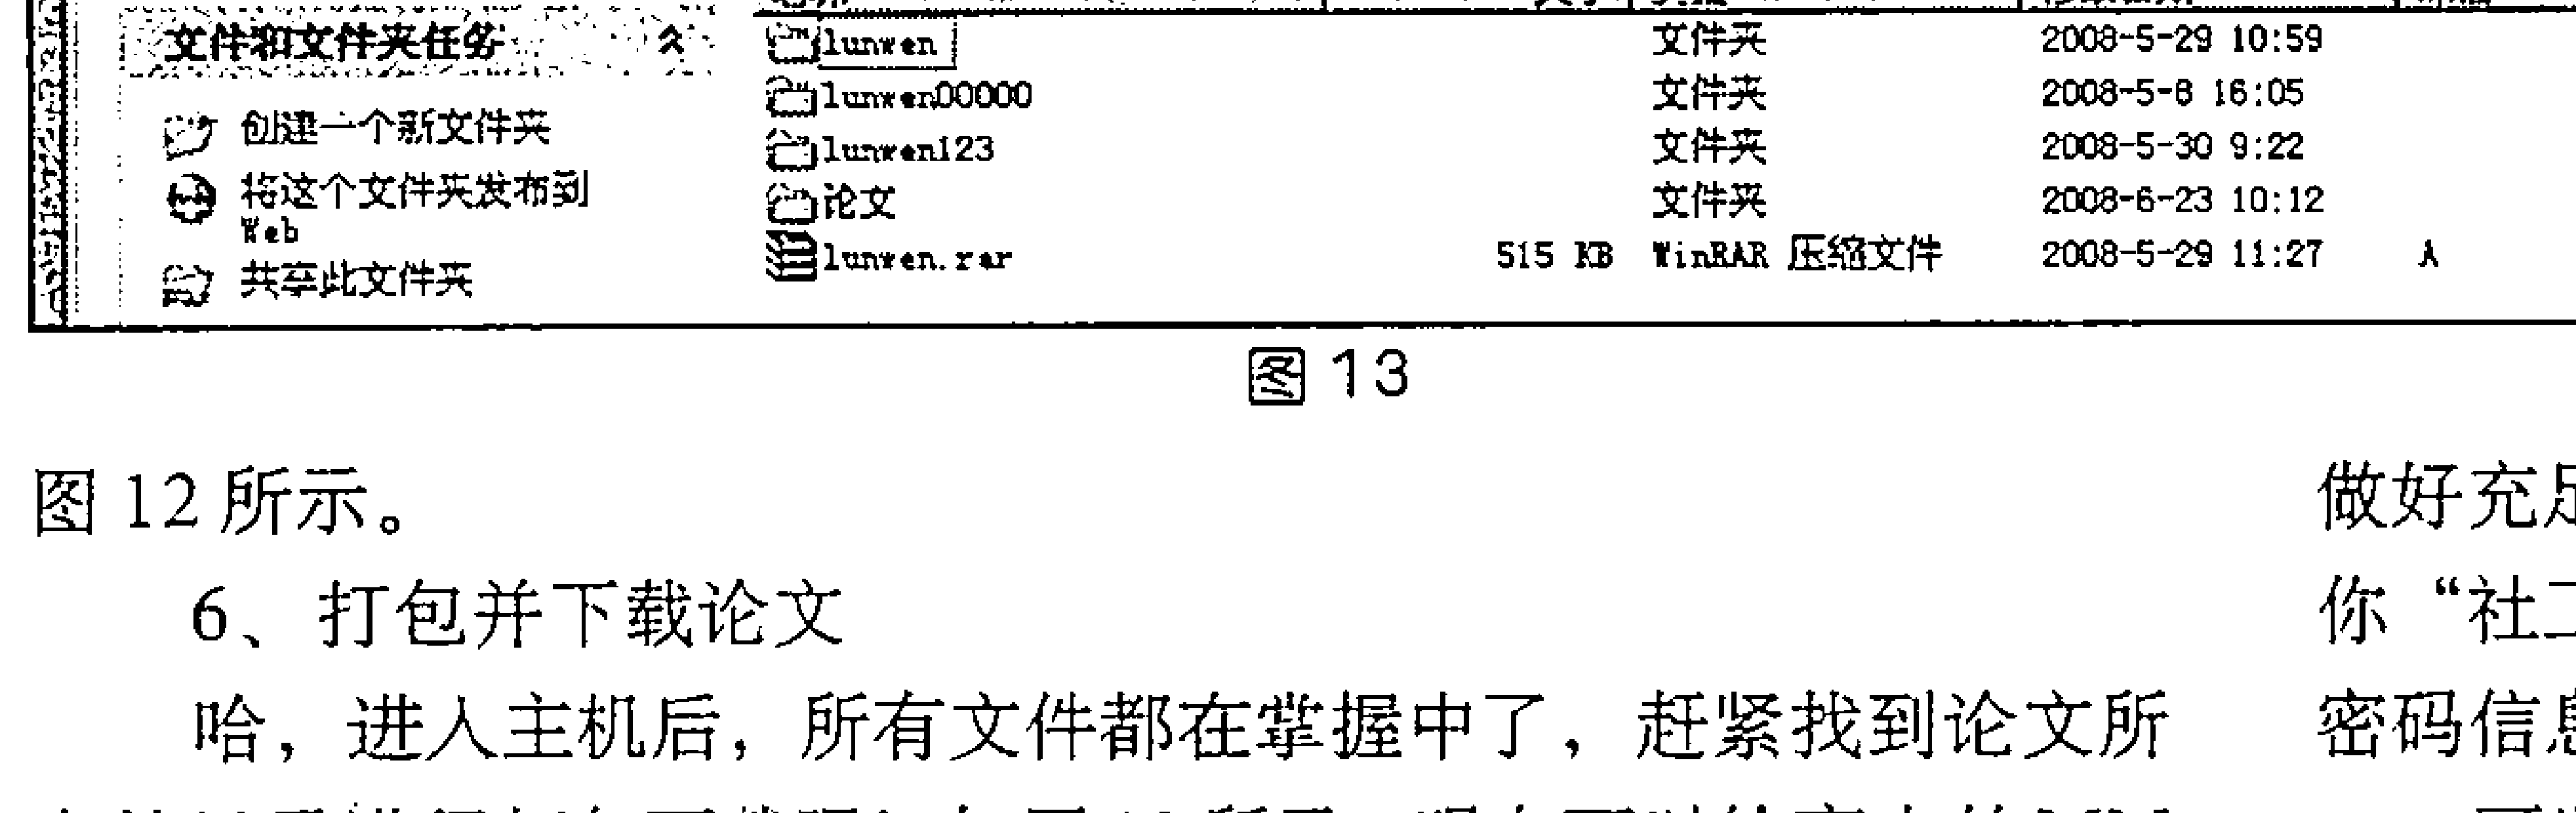 文件和文件夹任务
创建一个新文件夹
将这个文件夹发布到
Web
共享此文件夹
lunwen 文件夹 2008-5-29 10:59
lunwen00000 文件夹 2008-5-8 16:05
lunwen123 文件夹 2008-5-30 9:22
论文 文件夹 2008-6-23 10:12
lunwen.rar 515 KB WinRAR 压缩文件 2008-5-29 11:27 A
图 13
图 12 所示。
6、打包并下载论文
哈，进入主机后，所有文件都在掌握中了，赶紧找到论文所
做好充足
你“社工
密码信息